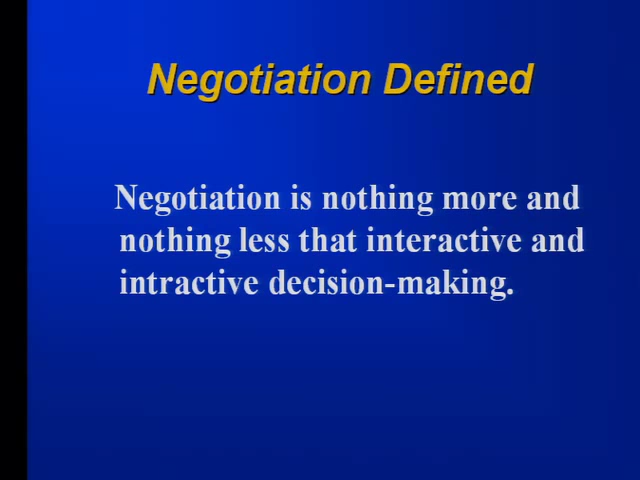 Negotiation Defined
Negotiation is nothing more and
nothing less that interactive and
intractive decision-making.